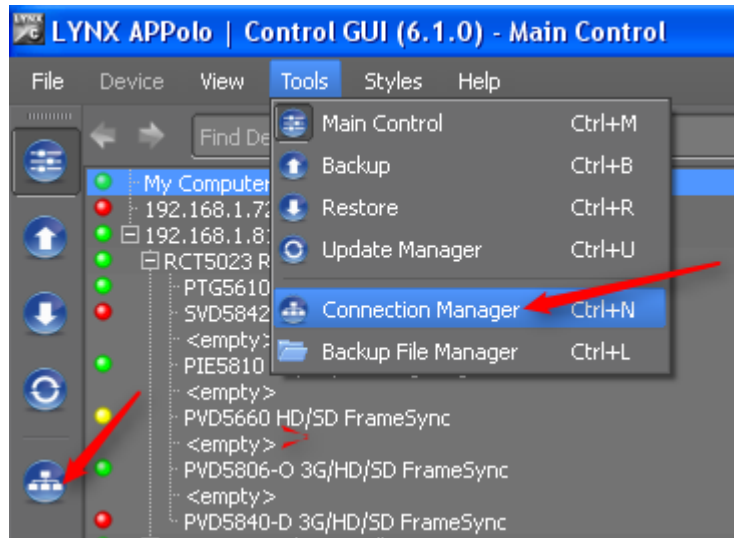 LYNX APPolo | Control GUI (6.1.0) - Main Control
File Device View Tools Styles Help
Find De
Main Control Ctrl+M
Backup Ctrl+B
Restore Ctrl+R
Update Manager Ctrl+U
Connection Manager Ctrl+N
Backup File Manager Ctrl+L
My Computer
192.168.1.72
192.168.1.8
RCT5023 R
PTG5610
SVD5842
<empty>
PIE5810
<empty>
PVD5660 HD/SD FrameSync
<empty>
PVD5806-O 3G/HD/SD FrameSync
<empty>
PVD5840-D 3G/HD/SD FrameSync